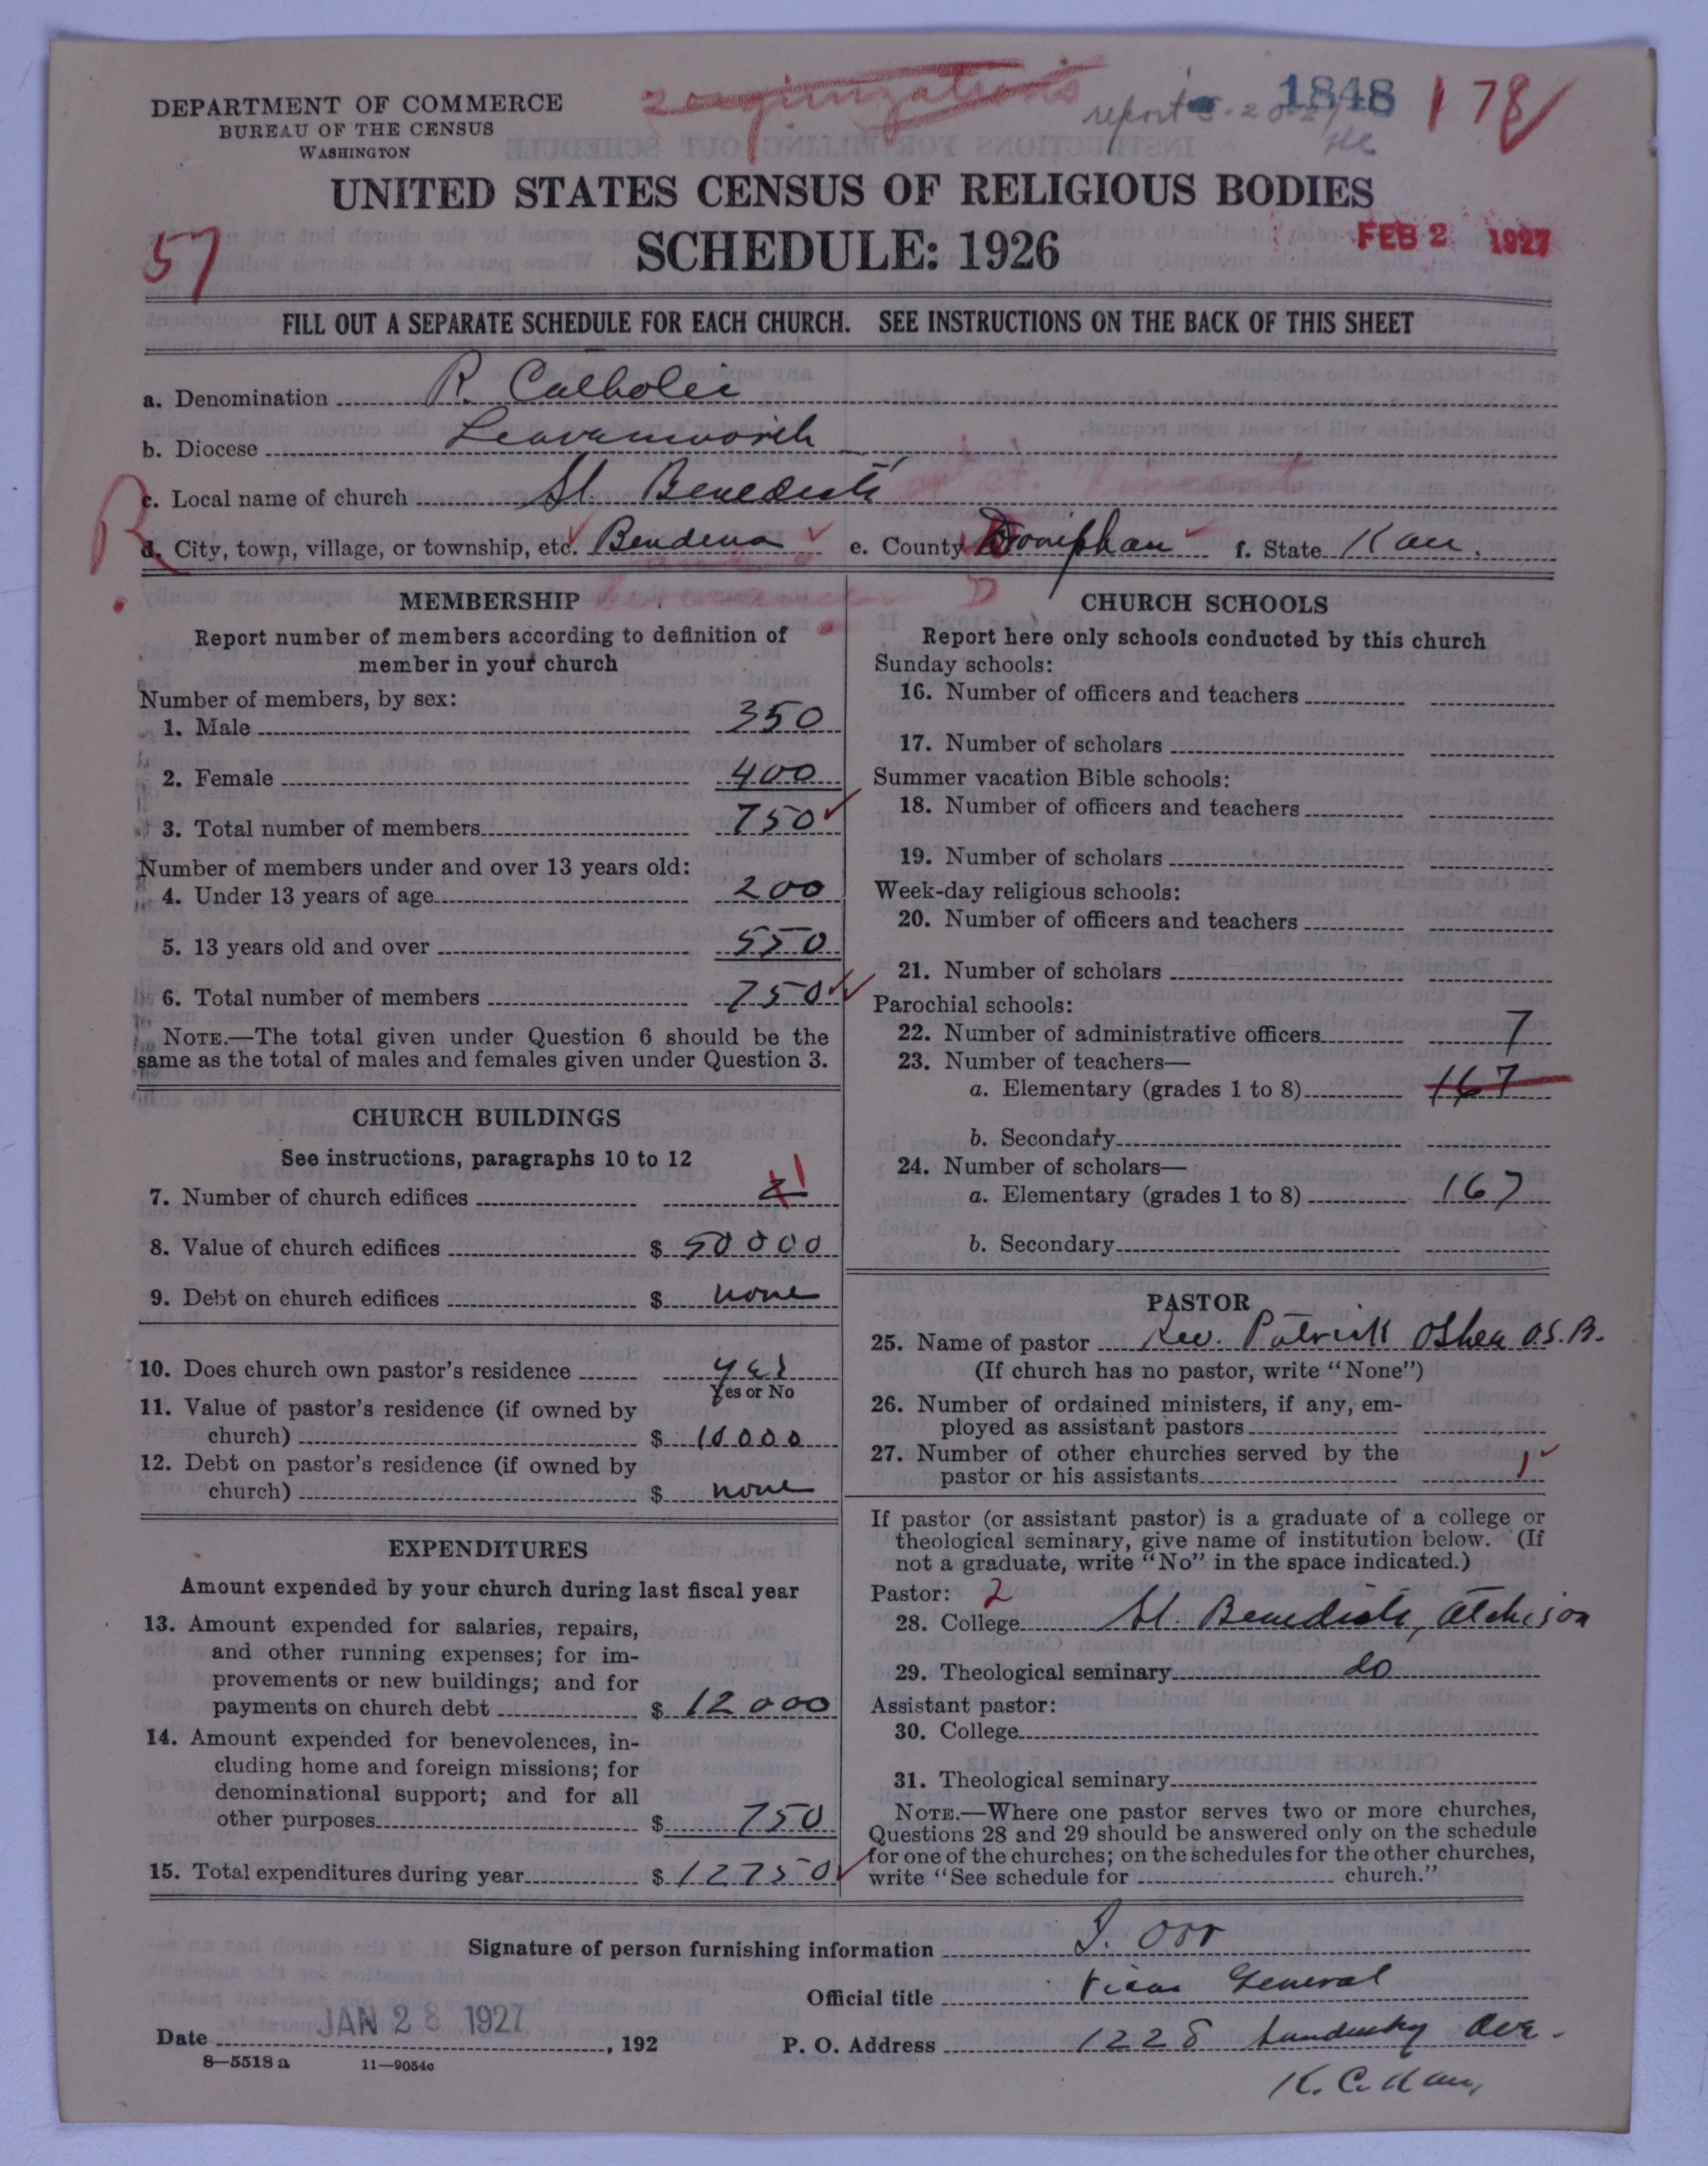 DEPARTMENT OF COMMERCE
BUREAU OF THE CENSUS
WASHINGTON
report 1848 178
UNITED STATES CENSUS OF RELIGIOUS BODIES
57 SCHEDULE: 1926 FEB 2 1927
FILL OUT A SEPARATE SCHEDULE FOR EACH CHURCH. SEE INSTRUCTIONS ON THE BACK OF THIS SHEET
a. Denomination R. Catholic
b. Diocese Leavenworth
R
c. Local name of church St. Benedicts
d. City, town, village, or township, etc. Bendena e. County Doniphan f. State Kan.
MEMBERSHIP
Report number of members according to definition of
member in your church
Number of members, by sex:
1. Male 350
2. Female 400
3. Total number of members 750
Number of members under and over 13 years old:
4. Under 13 years of age 200
5. 13 years old and over 550
6. Total number of members 750
NOTE.—The total given under Question 6 should be the
same as the total of males and females given under Question 3.
CHURCH BUILDINGS
See instructions, paragraphs 10 to 12
7. Number of church edifices 1
8. Value of church edifices $ 50000
9. Debt on church edifices $ none
10. Does church own pastor's residence yes
Yes or No
11. Value of pastor's residence (if owned by
church) $ 10000
12. Debt on pastor's residence (if owned by
church) $ none
EXPENDITURES
Amount expended by your church during last fiscal year
13. Amount expended for salaries, repairs,
and other running expenses; for im-
provements or new buildings; and for
payments on church debt $ 12000
14. Amount expended for benevolences, in-
cluding home and foreign missions; for
denominational support; and for all
other purposes $ 750
15. Total expenditures during year $ 12750
CHURCH SCHOOLS
Report here only schools conducted by this church
Sunday schools:
16. Number of officers and teachers
17. Number of scholars
Summer vacation Bible schools:
18. Number of officers and teachers
19. Number of scholars
Week-day religious schools:
20. Number of officers and teachers
21. Number of scholars
Parochial schools:
22. Number of administrative officers 7
23. Number of teachers—
a. Elementary (grades 1 to 8) 167
b. Secondary
24. Number of scholars—
a. Elementary (grades 1 to 8) 167
b. Secondary
PASTOR
25. Name of pastor Rev. Patrick OShea O.S.B.
(If church has no pastor, write "None")
26. Number of ordained ministers, if any, em-
ployed as assistant pastors
27. Number of other churches served by the
pastor or his assistants 1
If pastor (or assistant pastor) is a graduate of a college or
theological seminary, give name of institution below. (If
not a graduate, write "No" in the space indicated.)
Pastor: 2
28. College St. Benedicts, Atchison
29. Theological seminary do
Assistant pastor:
30. College
31. Theological seminary
NOTE.—Where one pastor serves two or more churches,
Questions 28 and 29 should be answered only on the schedule
for one of the churches; on the schedules for the other churches,
write "See schedule for church."
Signature of person furnishing information J. Orr
Official title Vicar General
Date JAN 28 1927, 192 P. O. Address 1228 Sandusky Ave.
8—5518 a 11—9054c K. C. Kan.